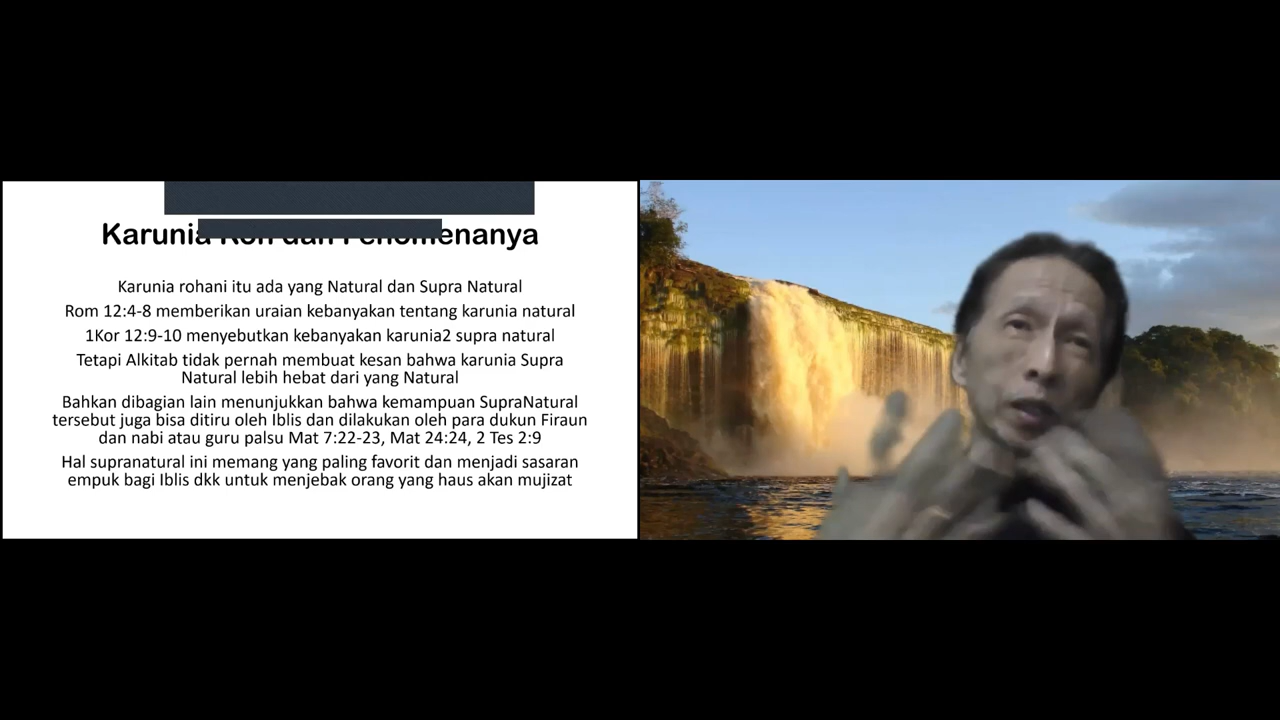 Karunia Roh dan Fenomenanya
Karunia rohani itu ada yang Natural dan Supra Natural
Rom 12:4-8 memberikan uraian kebanyakan tentang karunia natural
1Kor 12:9-10 menyebutkan kebanyakan karunia2 supra natural
Tetapi Alkitab tidak pernah membuat kesan bahwa karunia Supra
Natural lebih hebat dari yang Natural
Bahkan dibagian lain menunjukkan bahwa kemampuan SupraNatural
tersebut juga bisa ditiru oleh Iblis dan dilakukan oleh para dukun Firaun
dan nabi atau guru palsu Mat 7:22-23, Mat 24:24, 2 Tes 2:9
Hal supranatural ini memang yang paling favorit dan menjadi sasaran
empuk bagi Iblis dkk untuk menjebak orang yang haus akan mujizat